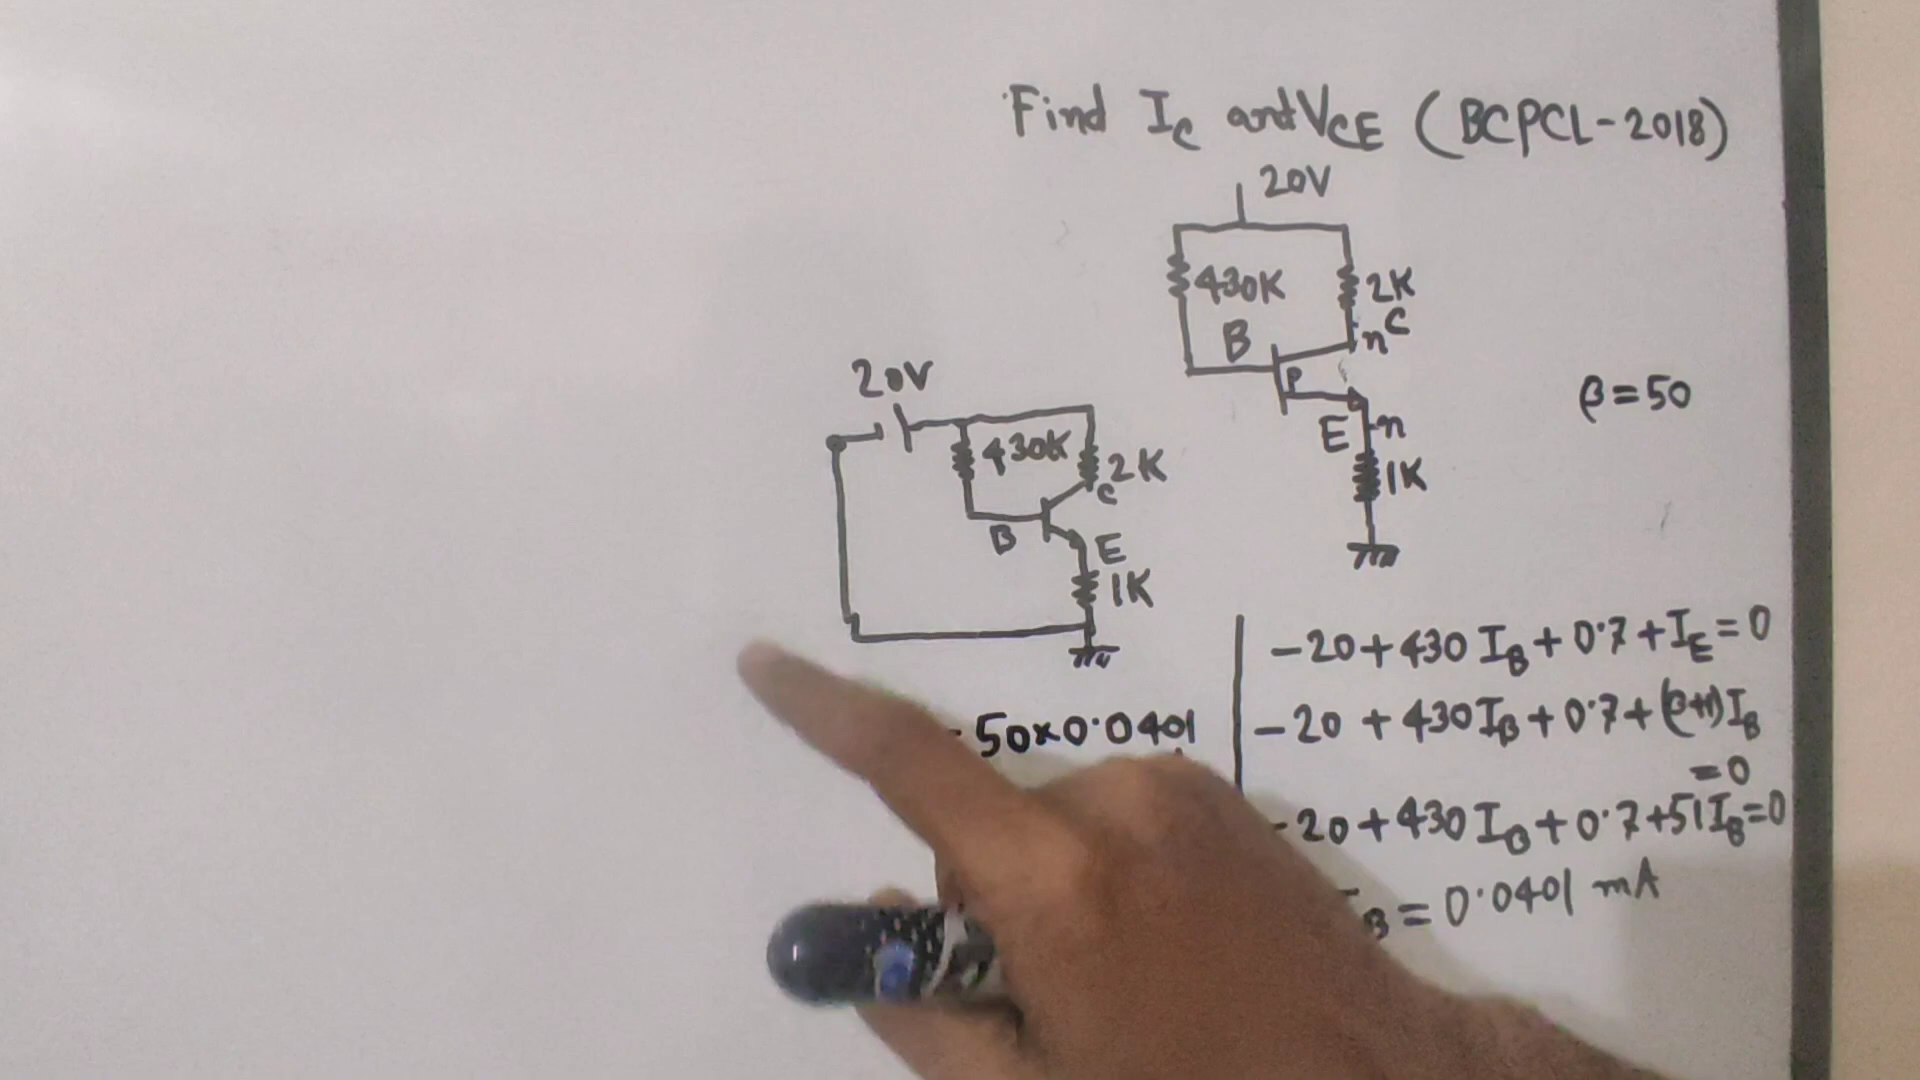 Find IC and VCE (BCPCL-2018)
20V
430K
2K
C
n
B
P
E
n
1K
β=50
20V
430K
2K
C
B
E
1K
50×0.0401
-20+430 IB+0.7+IE=0
-20+430IB+0.7+(β+1)IB
=0
-20+430IB+0.7+51IB=0
B=0.0401 mA